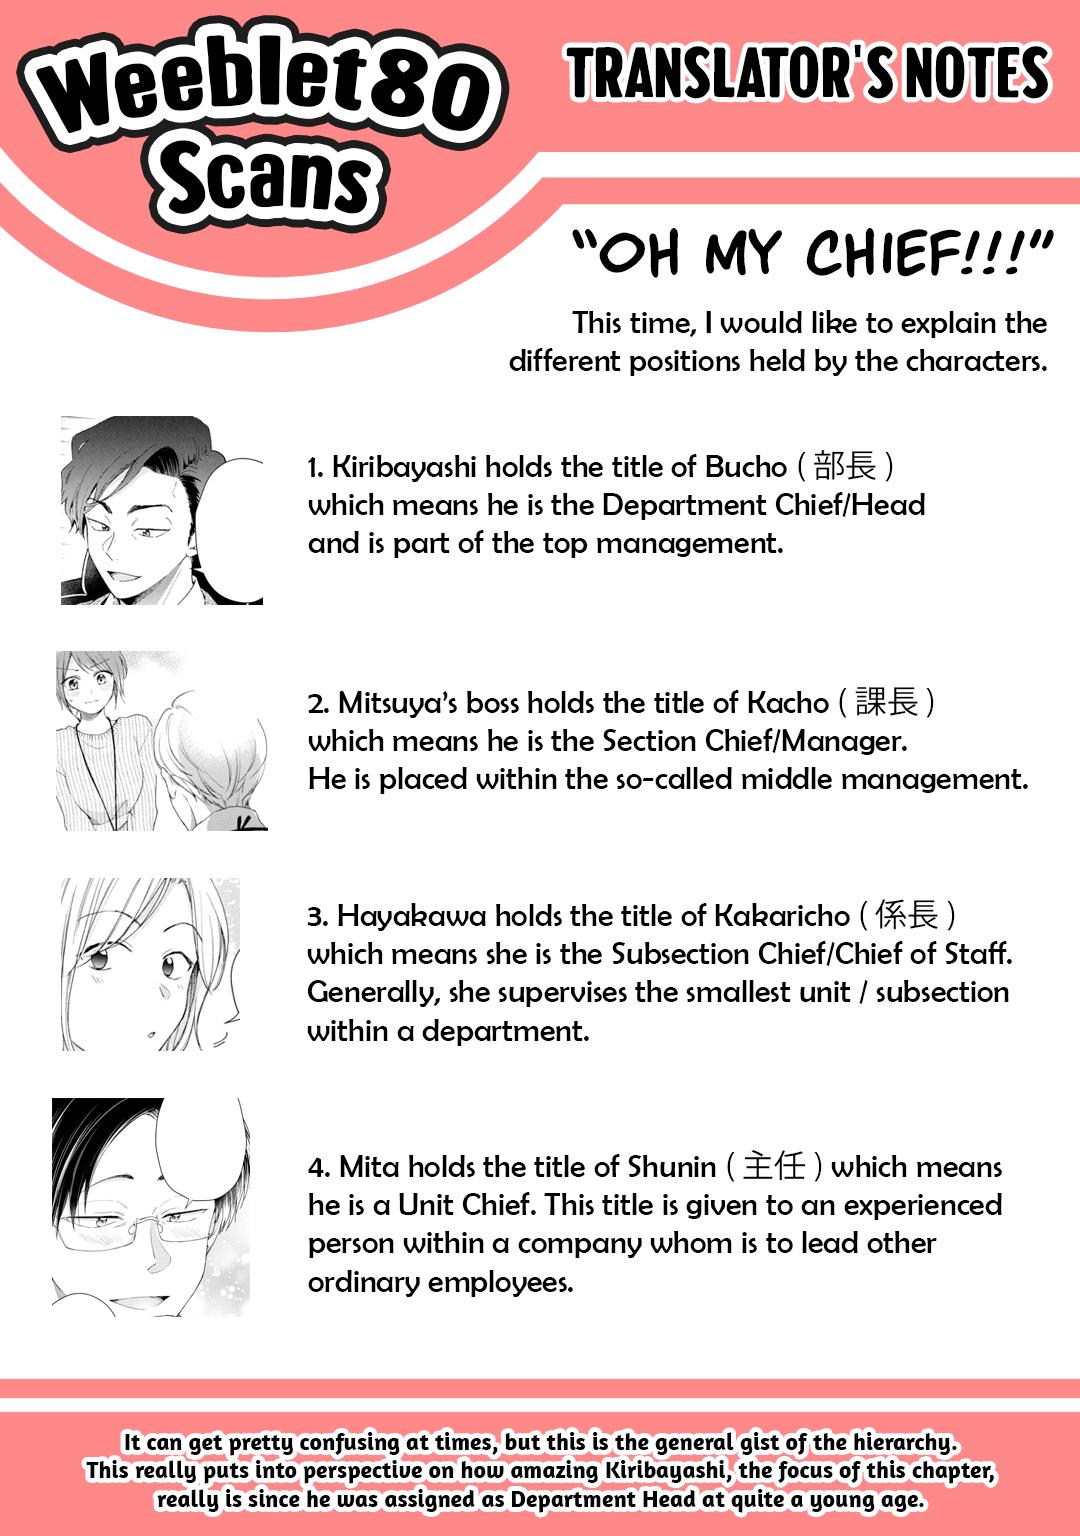 Weeblet80
Scans
TRANSLATOR'S NOTES
"OH MY CHIEF!!!"
This time, I would like to explain the
different positions held by the characters.
1. Kiribayashi holds the title of Bucho ( 部長 )
which means he is the Department Chief/Head
and is part of the top management.
2. Mitsuya's boss holds the title of Kacho ( 課長 )
which means he is the Section Chief/Manager.
He is placed within the so-called middle management.
3. Hayakawa holds the title of Kakaricho ( 係長 )
which means she is the Subsection Chief/Chief of Staff.
Generally, she supervises the smallest unit / subsection
within a department.
4. Mita holds the title of Shunin ( 主任 ) which means
he is a Unit Chief. This title is given to an experienced
person within a company whom is to lead other
ordinary employees.
It can get pretty confusing at times, but this is the general gist of the hierarchy.
This really puts into perspective on how amazing Kiribayashi, the focus of this chapter,
really is since he was assigned as Department Head at quite a young age.